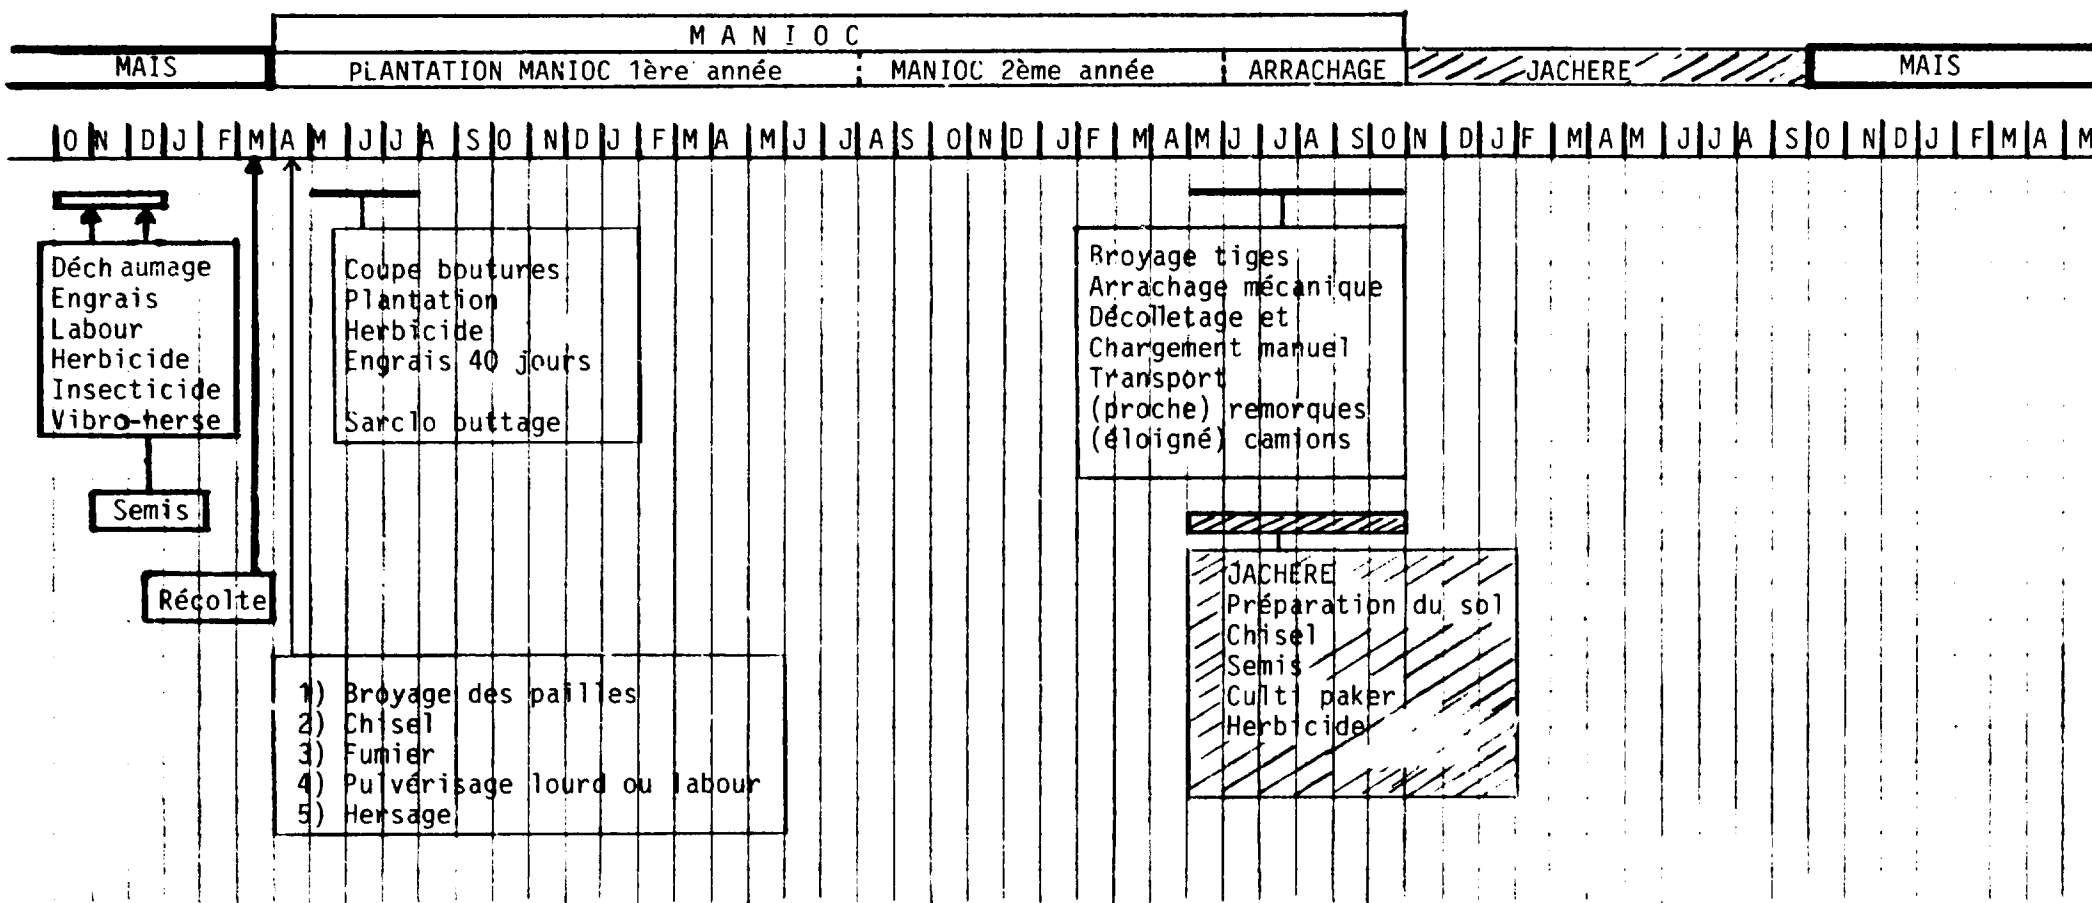 M A N I O C
MAIS PLANTATION MANIOC 1ère année MANIOC 2ème année ARRACHAGE JACHERE MAIS
O N D J F M A M J J A S O N D J F M A M J J A S O N D J F M A M J J A S O N D J F M A M J J A S O N D J F M A M
Déchaumage
Engrais
Labour
Herbicide
Insecticide
Vibro-herse
Semis
Récolte
Coupe boutures
Plantation
Herbicide
Engrais 40 jours
Sarclo buttage
1) Broyage des pailles
2) Chisel
3) Fumier
4) Pulvérisage lourd ou labour
5) Hersage
Broyage tiges
Arrachage mécanique
Décolletage et
Chargement manuel
Transport
(proche) remorques
(éloigné) camions
JACHERE
Préparation du sol
Chisel
Semis
Culti paker
Herbicide